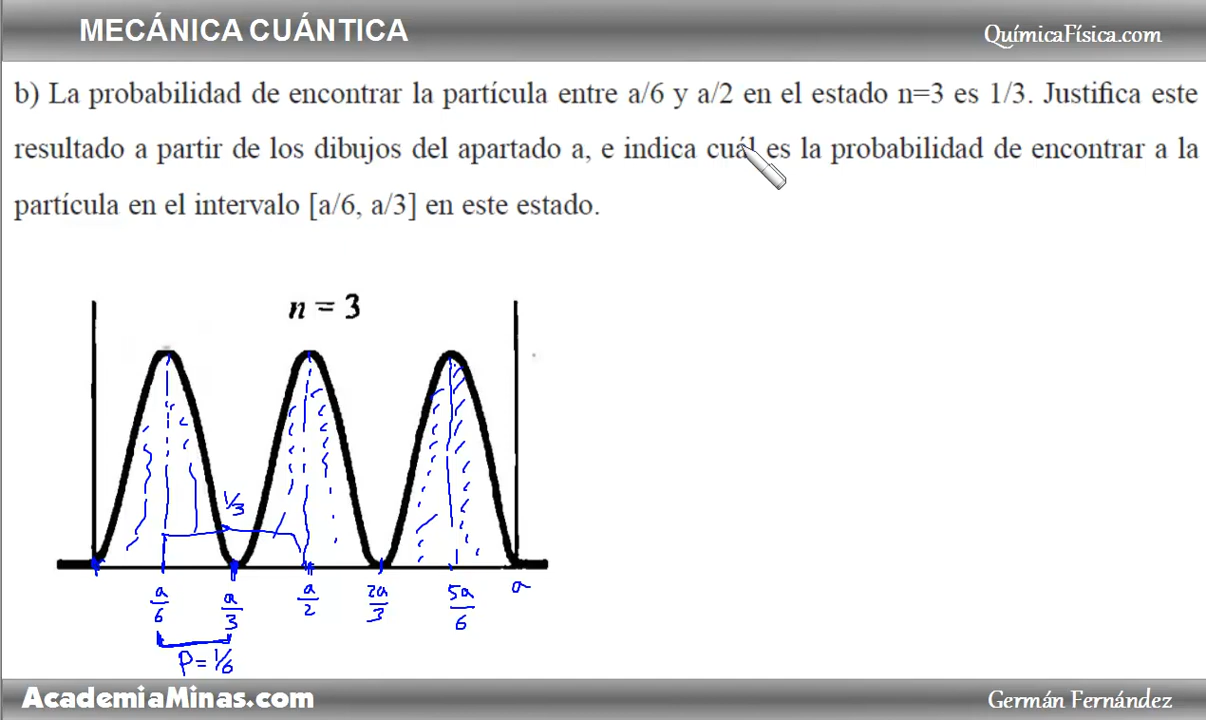 MECÁNICA CUÁNTICA
QuímicaFísica.com
b) La probabilidad de encontrar la partícula entre a/6 y a/2 en el estado n=3 es 1/3. Justifica este
resultado a partir de los dibujos del apartado a, e indica cuál es la probabilidad de encontrar a la
partícula en el intervalo [a/6, a/3] en este estado.
n = 3
1/3
a/6 a/3 a/2 2a/3 5a/6 a
P = 1/6
AcademiaMinas.com
Germán Fernández